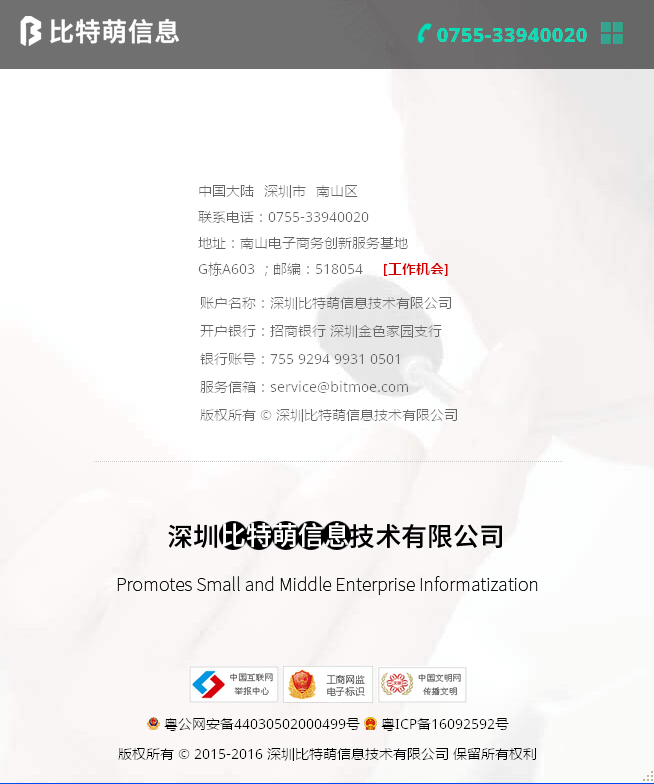 比特萌信息
0755-33940020
中国大陆 深圳市 南山区
联系电话：0755-33940020
地址：南山电子商务创新服务基地
G栋A603 ; 邮编：518054 [工作机会]
账户名称：深圳比特萌信息技术有限公司
开户银行：招商银行 深圳金色家园支行
银行账号：755 9294 9931 0501
服务信箱：service@bitmoe.com
版权所有 © 深圳比特萌信息技术有限公司
深圳比特萌信息技术有限公司
Promotes Small and Middle Enterprise Informatization
中国互联网
举报中心
工商网监
电子标识
中国文明网
传播文明
粤公网安备44030502000499号 粤ICP备16092592号
版权所有 © 2015-2016 深圳比特萌信息技术有限公司 保留所有权利